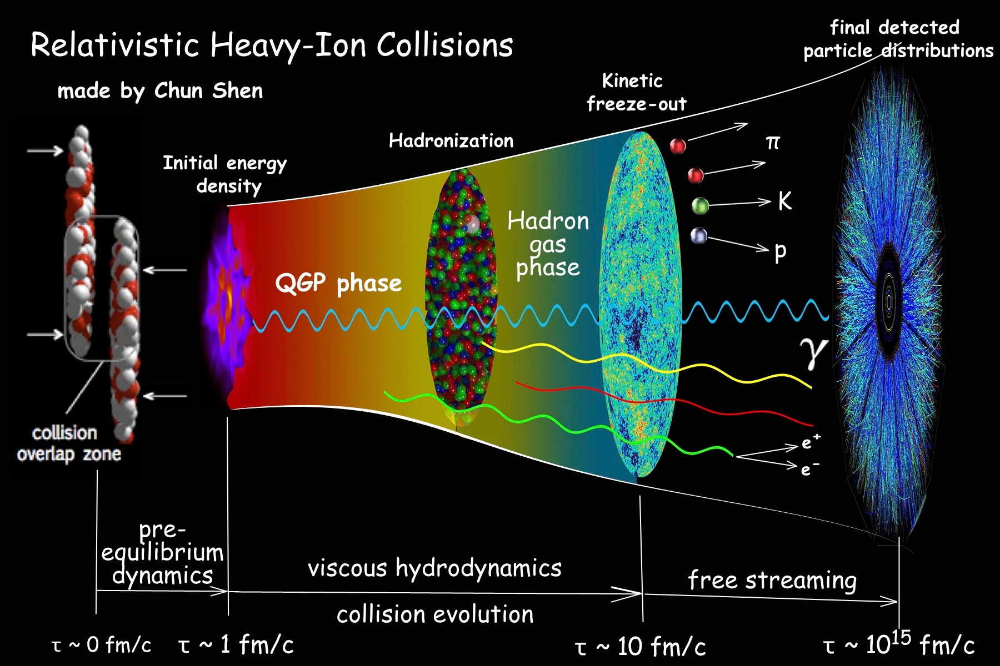 Relativistic Heavy-Ion Collisions
made by Chun Shen
final detected
particle distributions
Kinetic
freeze-out
Hadronization
Initial energy
density
π
K
p
Hadron
gas
phase
QGP phase
γ
e⁺
e⁻
collision
overlap zone
pre-
equilibrium
dynamics
viscous hydrodynamics
free streaming
collision evolution
τ ~ 0 fm/c
τ ~ 1 fm/c
τ ~ 10 fm/c
τ ~ 10¹⁵ fm/c